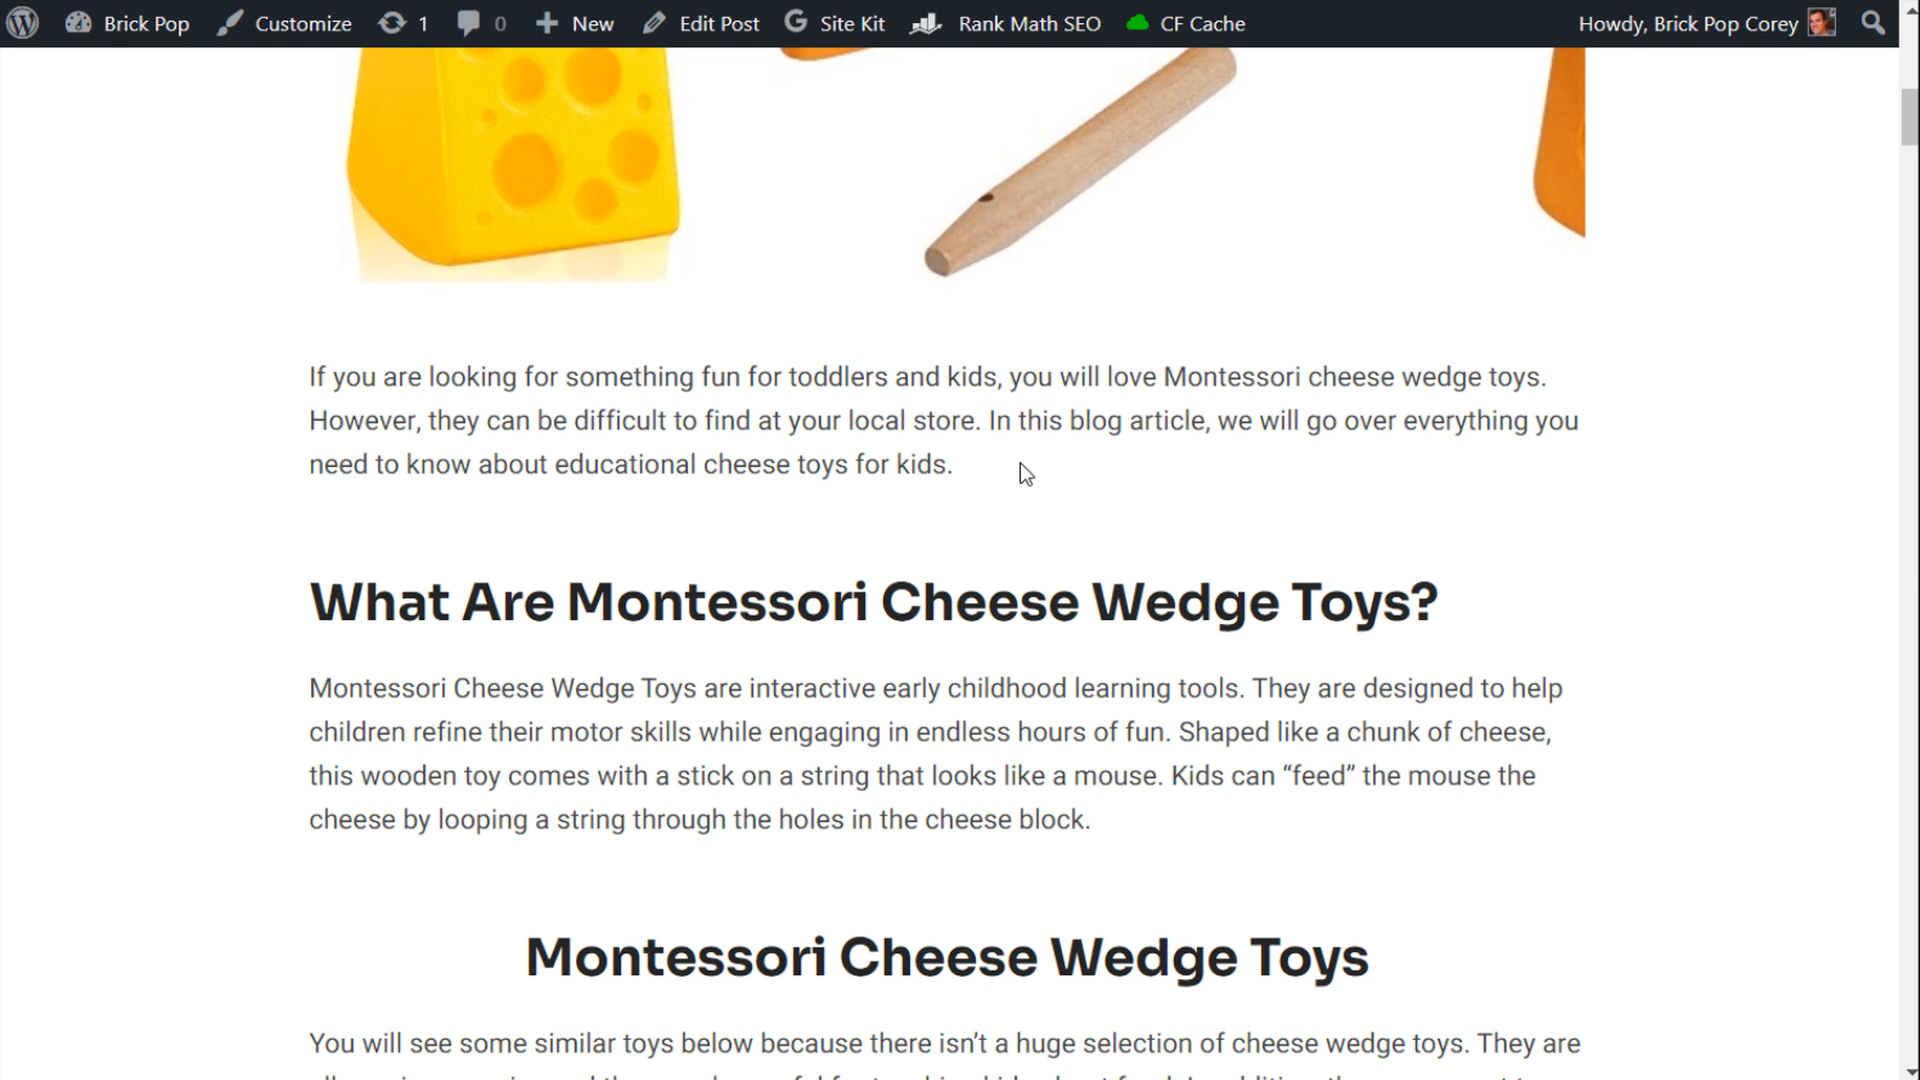 Brick Pop Customize 1 0 New Edit Post Site Kit Rank Math SEO CF Cache Howdy, Brick Pop Corey
If you are looking for something fun for toddlers and kids, you will love Montessori cheese wedge toys.
However, they can be difficult to find at your local store. In this blog article, we will go over everything you
need to know about educational cheese toys for kids.
What Are Montessori Cheese Wedge Toys?
Montessori Cheese Wedge Toys are interactive early childhood learning tools. They are designed to help
children refine their motor skills while engaging in endless hours of fun. Shaped like a chunk of cheese,
this wooden toy comes with a stick on a string that looks like a mouse. Kids can “feed” the mouse the
cheese by looping a string through the holes in the cheese block.
Montessori Cheese Wedge Toys
You will see some similar toys below because there isn’t a huge selection of cheese wedge toys. They are